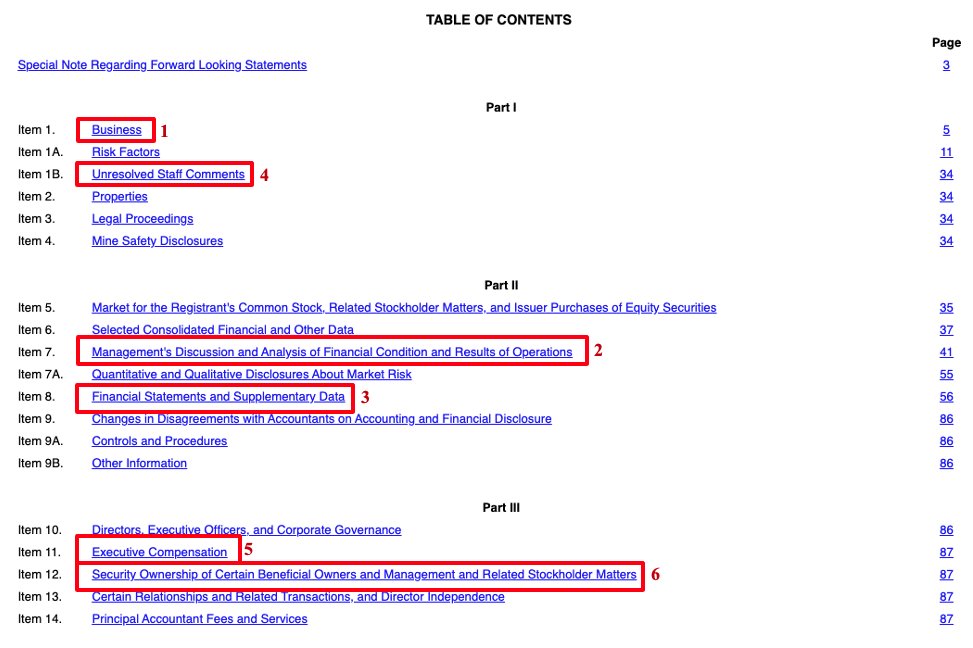 TABLE OF CONTENTS
Page
Special Note Regarding Forward Looking Statements 3
Part I
Item 1. Business 1 5
Item 1A. Risk Factors 11
Item 1B. Unresolved Staff Comments 4 34
Item 2. Properties 34
Item 3. Legal Proceedings 34
Item 4. Mine Safety Disclosures 34
Part II
Item 5. Market for the Registrant's Common Stock, Related Stockholder Matters, and Issuer Purchases of Equity Securities 35
Item 6. Selected Consolidated Financial and Other Data 37
Item 7. Management's Discussion and Analysis of Financial Condition and Results of Operations 2 41
Item 7A. Quantitative and Qualitative Disclosures About Market Risk 55
Item 8. Financial Statements and Supplementary Data 3 56
Item 9. Changes in Disagreements with Accountants on Accounting and Financial Disclosure 86
Item 9A. Controls and Procedures 86
Item 9B. Other Information 86
Part III
Item 10. Directors, Executive Officers, and Corporate Governance 86
Item 11. Executive Compensation 5 87
Item 12. Security Ownership of Certain Beneficial Owners and Management and Related Stockholder Matters 6 87
Item 13. Certain Relationships and Related Transactions, and Director Independence 87
Item 14. Principal Accountant Fees and Services 87